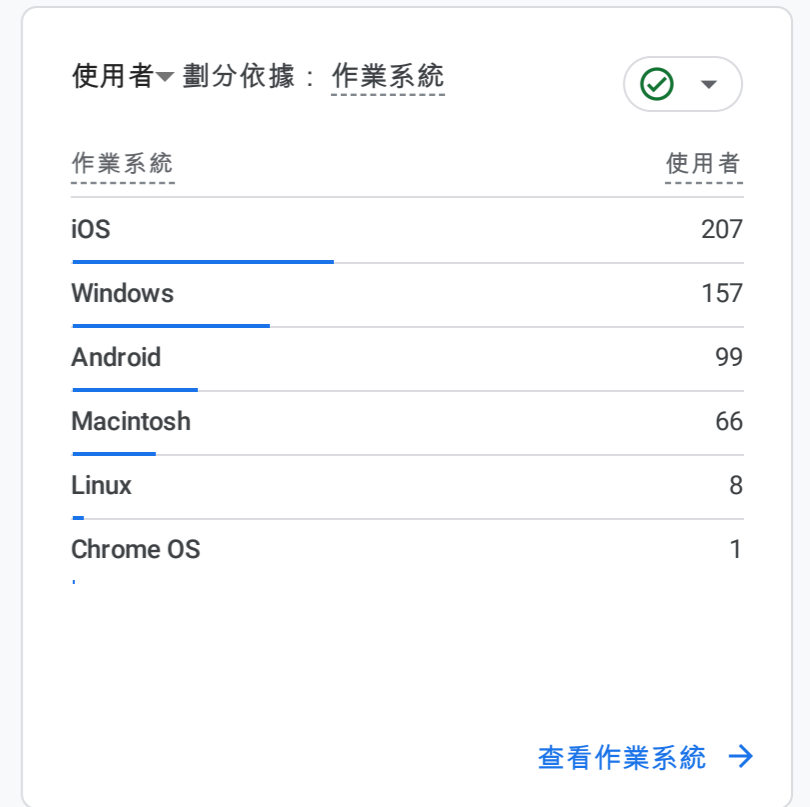 使用者 劃分依據： 作業系統
作業系統 使用者
iOS 207
Windows 157
Android 99
Macintosh 66
Linux 8
Chrome OS 1
查看作業系統